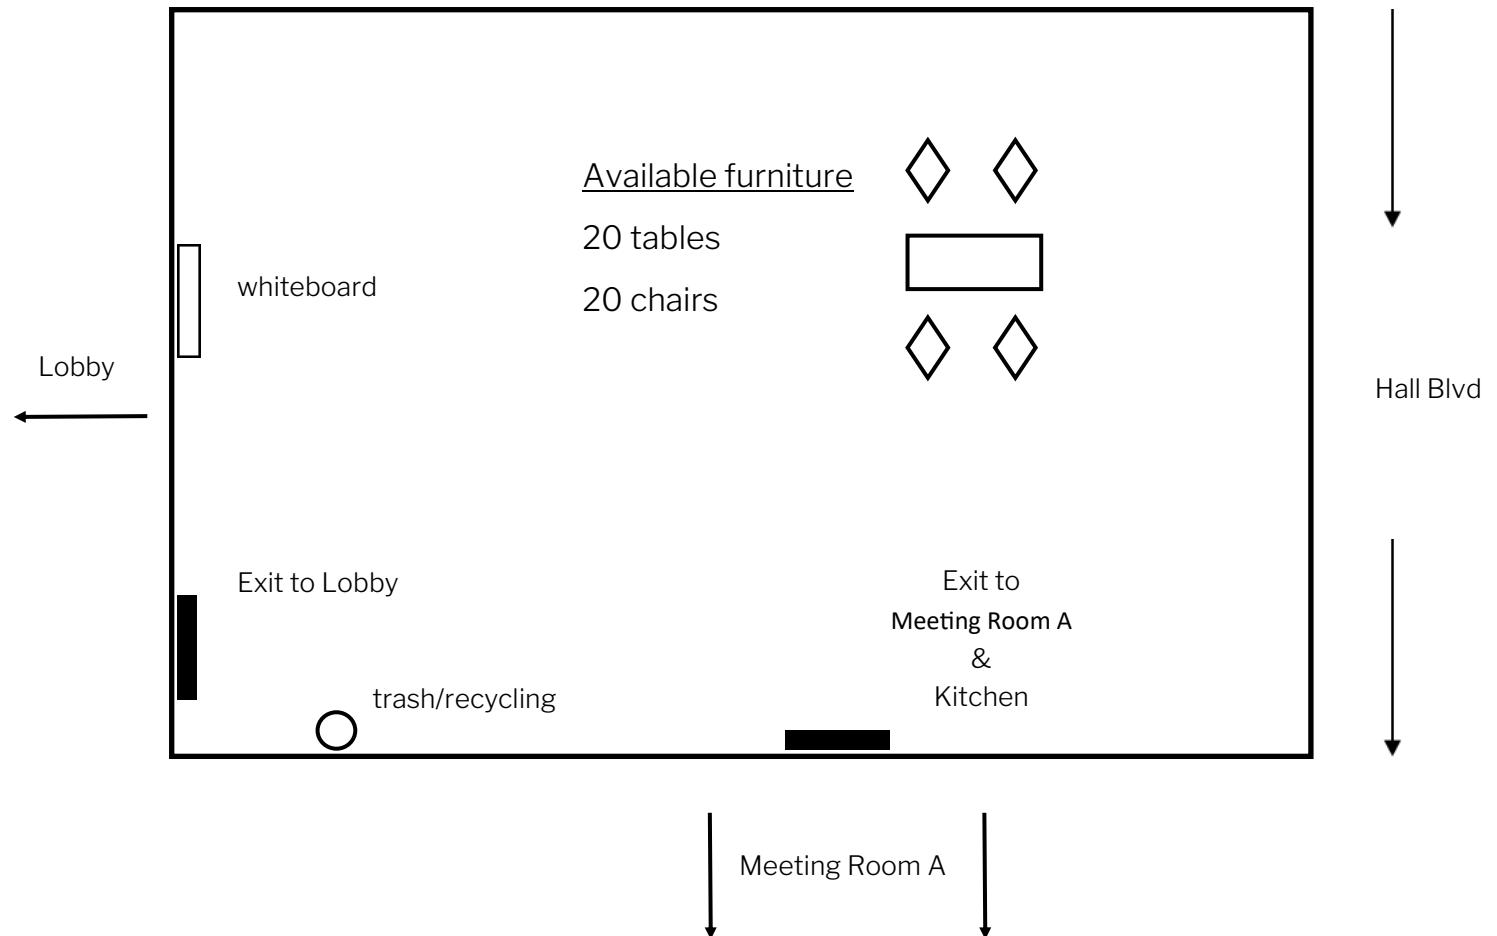 Available furniture
20 tables
20 chairs
whiteboard
Lobby
Hall Blvd
Exit to Lobby
Exit to
Meeting Room A
&
Kitchen
trash/recycling
Meeting Room A